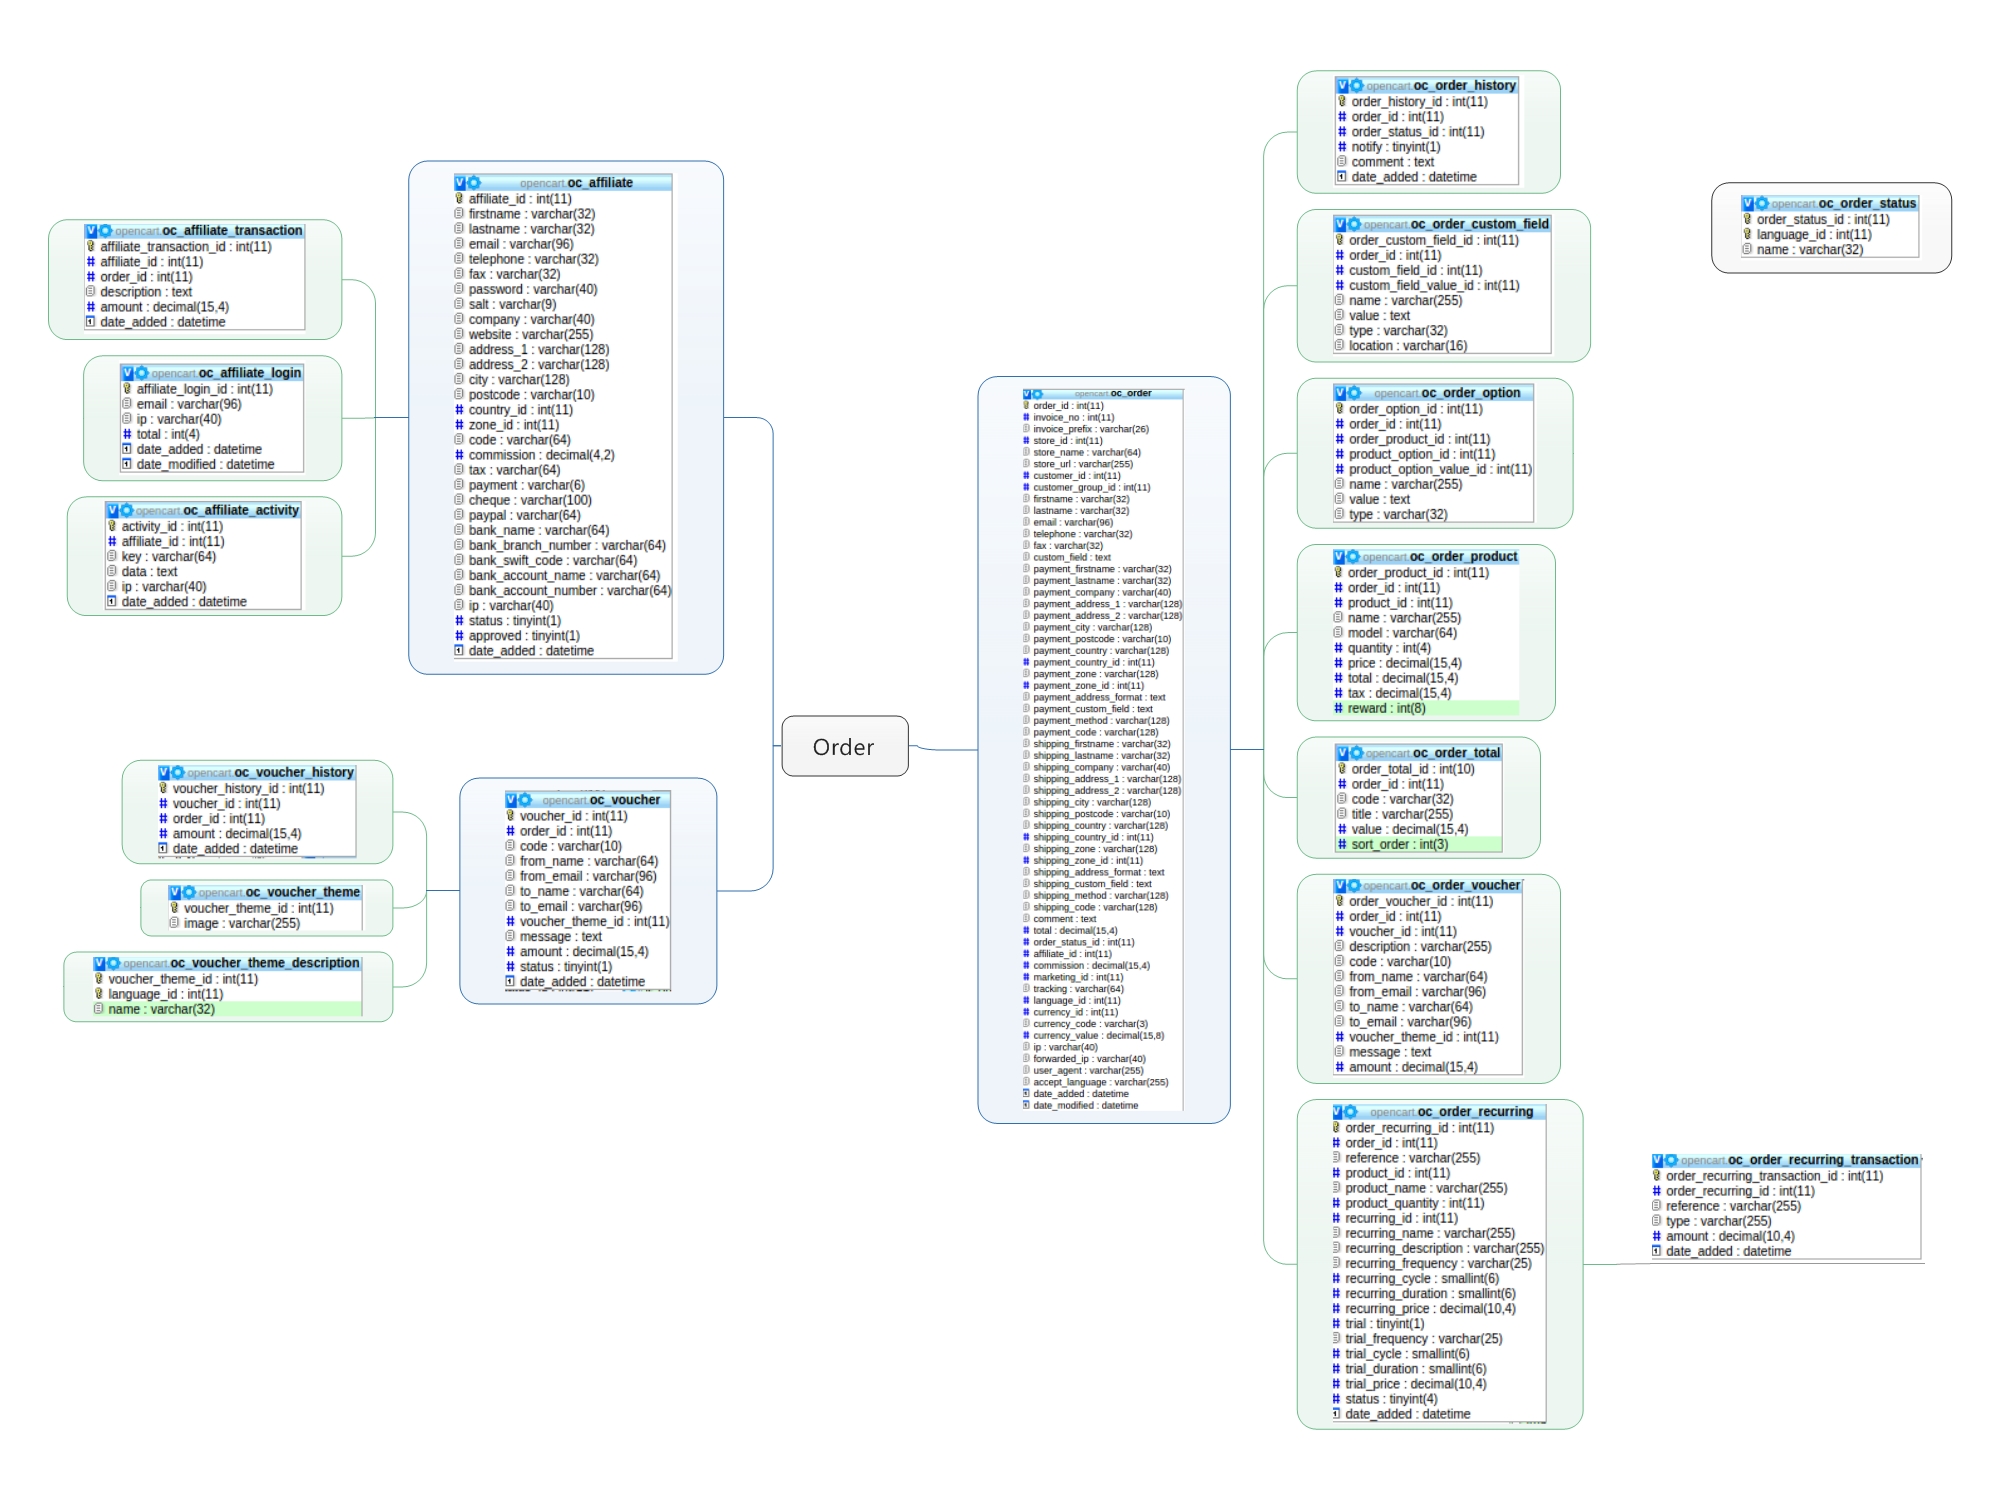 opencart.oc_affiliate_transaction
affiliate_transaction_id : int(11)
affiliate_id : int(11)
order_id : int(11)
description : text
amount : decimal(15,4)
date_added : datetime
opencart.oc_affiliate_login
affiliate_login_id : int(11)
email : varchar(96)
ip : varchar(40)
total : int(4)
date_added : datetime
date_modified : datetime
opencart.oc_affiliate_activity
activity_id : int(11)
affiliate_id : int(11)
key : varchar(64)
data : text
ip : varchar(40)
date_added : datetime
opencart.oc_affiliate
affiliate_id : int(11)
firstname : varchar(32)
lastname : varchar(32)
email : varchar(96)
telephone : varchar(32)
fax : varchar(32)
password : varchar(40)
salt : varchar(9)
company : varchar(40)
website : varchar(255)
address_1 : varchar(128)
address_2 : varchar(128)
city : varchar(128)
postcode : varchar(10)
country_id : int(11)
zone_id : int(11)
code : varchar(64)
commission : decimal(4,2)
tax : varchar(64)
payment : varchar(6)
cheque : varchar(100)
paypal : varchar(64)
bank_name : varchar(64)
bank_branch_number : varchar(64)
bank_swift_code : varchar(64)
bank_account_name : varchar(64)
bank_account_number : varchar(64)
ip : varchar(40)
status : tinyint(1)
approved : tinyint(1)
date_added : datetime
opencart.oc_voucher_history
voucher_history_id : int(11)
voucher_id : int(11)
order_id : int(11)
amount : decimal(15,4)
date_added : datetime
opencart.oc_voucher_theme
voucher_theme_id : int(11)
image : varchar(255)
opencart.oc_voucher_theme_description
voucher_theme_id : int(11)
language_id : int(11)
name : varchar(32)
opencart.oc_voucher
voucher_id : int(11)
order_id : int(11)
code : varchar(10)
from_name : varchar(64)
from_email : varchar(96)
to_name : varchar(64)
to_email : varchar(96)
voucher_theme_id : int(11)
message : text
amount : decimal(15,4)
status : tinyint(1)
date_added : datetime
Order
opencart.oc_order
order_id : int(11)
invoice_no : int(11)
invoice_prefix : varchar(26)
store_id : int(11)
store_name : varchar(64)
store_url : varchar(255)
customer_id : int(11)
customer_group_id : int(11)
firstname : varchar(32)
lastname : varchar(32)
email : varchar(96)
telephone : varchar(32)
fax : varchar(32)
custom_field : text
payment_firstname : varchar(32)
payment_lastname : varchar(32)
payment_company : varchar(40)
payment_address_1 : varchar(128)
payment_address_2 : varchar(128)
payment_city : varchar(128)
payment_postcode : varchar(10)
payment_country : varchar(128)
payment_country_id : int(11)
payment_zone : varchar(128)
payment_zone_id : int(11)
payment_address_format : text
payment_custom_field : text
payment_method : varchar(128)
payment_code : varchar(128)
shipping_firstname : varchar(32)
shipping_lastname : varchar(32)
shipping_company : varchar(40)
shipping_address_1 : varchar(128)
shipping_address_2 : varchar(128)
shipping_city : varchar(128)
shipping_postcode : varchar(10)
shipping_country : varchar(128)
shipping_country_id : int(11)
shipping_zone : varchar(128)
shipping_zone_id : int(11)
shipping_address_format : text
shipping_custom_field : text
shipping_method : varchar(128)
shipping_code : varchar(128)
comment : text
total : decimal(15,4)
order_status_id : int(11)
affiliate_id : int(11)
commission : decimal(15,4)
marketing_id : int(11)
tracking : varchar(64)
language_id : int(11)
currency_id : int(11)
currency_code : varchar(3)
currency_value : decimal(15,8)
ip : varchar(40)
forwarded_ip : varchar(40)
user_agent : varchar(255)
accept_language : varchar(255)
date_added : datetime
date_modified : datetime
opencart.oc_order_history
order_history_id : int(11)
order_id : int(11)
order_status_id : int(11)
notify : tinyint(1)
comment : text
date_added : datetime
opencart.oc_order_custom_field
order_custom_field_id : int(11)
order_id : int(11)
custom_field_id : int(11)
custom_field_value_id : int(11)
name : varchar(255)
value : text
type : varchar(32)
location : varchar(16)
opencart.oc_order_option
order_option_id : int(11)
order_id : int(11)
order_product_id : int(11)
product_option_id : int(11)
product_option_value_id : int(11)
name : varchar(255)
value : text
type : varchar(32)
opencart.oc_order_product
order_product_id : int(11)
order_id : int(11)
product_id : int(11)
name : varchar(255)
model : varchar(64)
quantity : int(4)
price : decimal(15,4)
total : decimal(15,4)
tax : decimal(15,4)
reward : int(8)
opencart.oc_order_total
order_total_id : int(10)
order_id : int(11)
code : varchar(32)
title : varchar(255)
value : decimal(15,4)
sort_order : int(3)
opencart.oc_order_voucher
order_voucher_id : int(11)
order_id : int(11)
voucher_id : int(11)
description : varchar(255)
code : varchar(10)
from_name : varchar(64)
from_email : varchar(96)
to_name : varchar(64)
to_email : varchar(96)
voucher_theme_id : int(11)
message : text
amount : decimal(15,4)
opencart.oc_order_recurring
order_recurring_id : int(11)
order_id : int(11)
reference : varchar(255)
product_id : int(11)
product_name : varchar(255)
product_quantity : int(11)
recurring_id : int(11)
recurring_name : varchar(255)
recurring_description : varchar(255)
recurring_frequency : varchar(25)
recurring_cycle : smallint(6)
recurring_duration : smallint(6)
recurring_price : decimal(10,4)
trial : tinyint(1)
trial_frequency : varchar(25)
trial_cycle : smallint(6)
trial_duration : smallint(6)
trial_price : decimal(10,4)
status : tinyint(4)
date_added : datetime
opencart.oc_order_status
order_status_id : int(11)
language_id : int(11)
name : varchar(32)
opencart.oc_order_recurring_transaction
order_recurring_transaction_id : int(11)
order_recurring_id : int(11)
reference : varchar(255)
type : varchar(255)
amount : decimal(10,4)
date_added : datetime